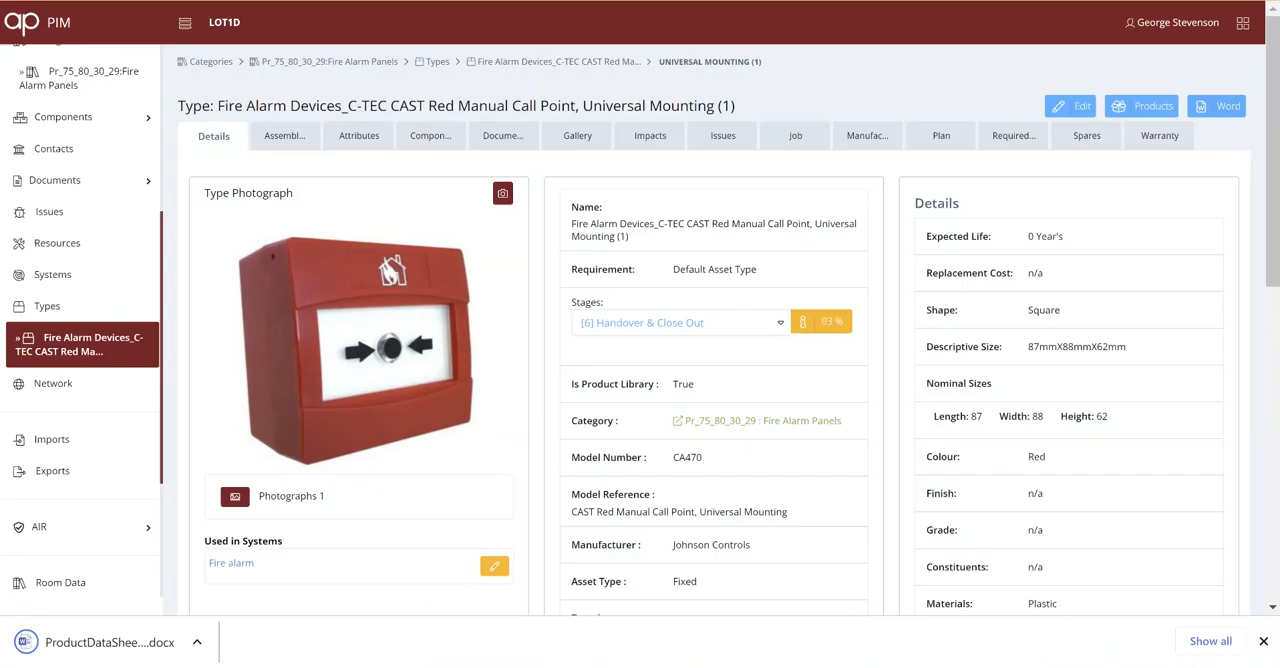 ap PIM
LOT1D
George Stevenson
» Pr_75_80_30_29:Fire
Alarm Panels
Components
Contacts
Documents
Issues
Resources
Systems
Types
» Fire Alarm Devices_C-
TEC CAST Red Ma...
Network
Imports
Exports
AIR
Room Data
Categories > Pr_75_80_30_29:Fire Alarm Panels > Types > Fire Alarm Devices_C-TEC CAST Red Ma... > UNIVERSAL MOUNTING (1)
Type: Fire Alarm Devices_C-TEC CAST Red Manual Call Point, Universal Mounting (1)
Edit
Products
Word
Details
Assembl...
Attributes
Compon...
Docume...
Gallery
Impacts
Issues
Job
Manufac...
Plan
Required...
Spares
Warranty
Type Photograph
Photographs 1
Used in Systems
Fire alarm
Name:
Fire Alarm Devices_C-TEC CAST Red Manual Call Point, Universal
Mounting (1)
Requirement: Default Asset Type
Stages:
[6] Handover & Close Out 93 %
Is Product Library : True
Category : Pr_75_80_30_29 : Fire Alarm Panels
Model Number : CA470
Model Reference :
CAST Red Manual Call Point, Universal Mounting
Manufacturer : Johnson Controls
Asset Type : Fixed
Details
Expected Life: 0 Year's
Replacement Cost: n/a
Shape: Square
Descriptive Size: 87mmX88mmX62mm
Nominal Sizes
Length: 87 Width: 88 Height: 62
Colour: Red
Finish: n/a
Grade: n/a
Constituents: n/a
Materials: Plastic
ProductDataShee....docx
Show all